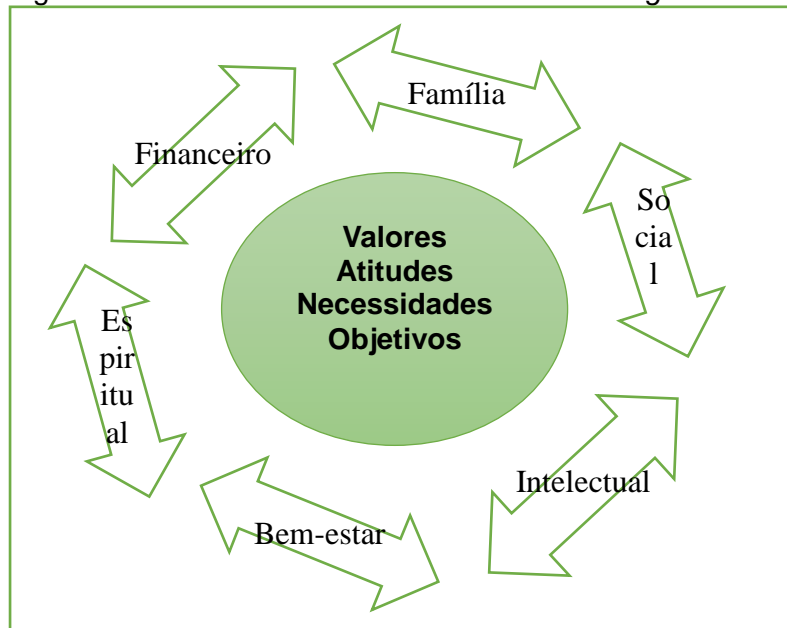 Família
Financeiro
So
cia
l
Valores
Atitudes
Necessidades
Objetivos
Es
pir
itu
al
Intelectual
Bem-estar